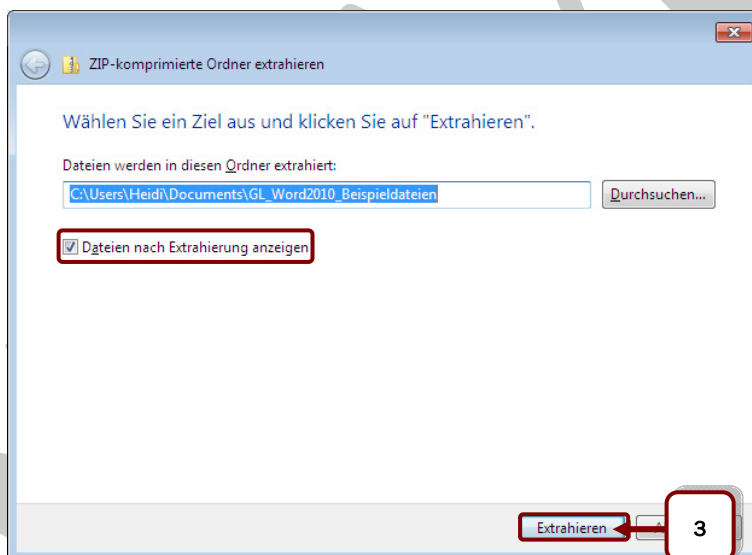 ZIP-komprimierte Ordner extrahieren
Wählen Sie ein Ziel aus und klicken Sie auf "Extrahieren".
Dateien werden in diesen Ordner extrahiert:
C:\Users\Heidi\Documents\GL_Word2010_Beispieldateien
Durchsuchen...
Dateien nach Extrahierung anzeigen
Extrahieren
3